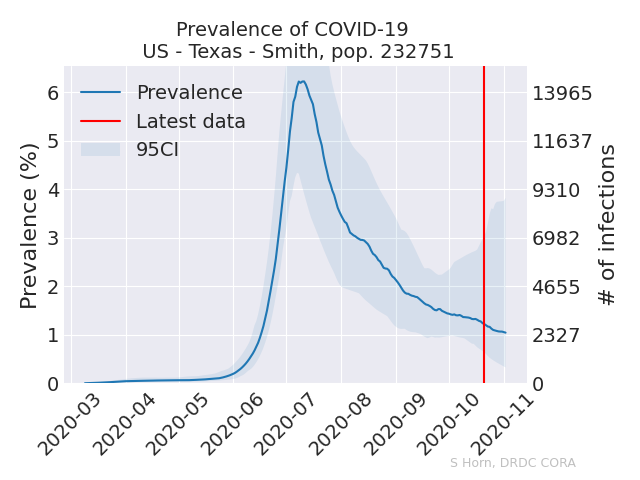 Prevalence of COVID-19
US - Texas - Smith, pop. 232751
Prevalence
Latest data
95CI
Prevalence (%)
6
5
4
3
2
1
0
13965
11637
9310
6982
4655
2327
0
# of infections
2020-03
2020-04
2020-05
2020-06
2020-07
2020-08
2020-09
2020-10
2020-11
S Horn, DRDC CORA